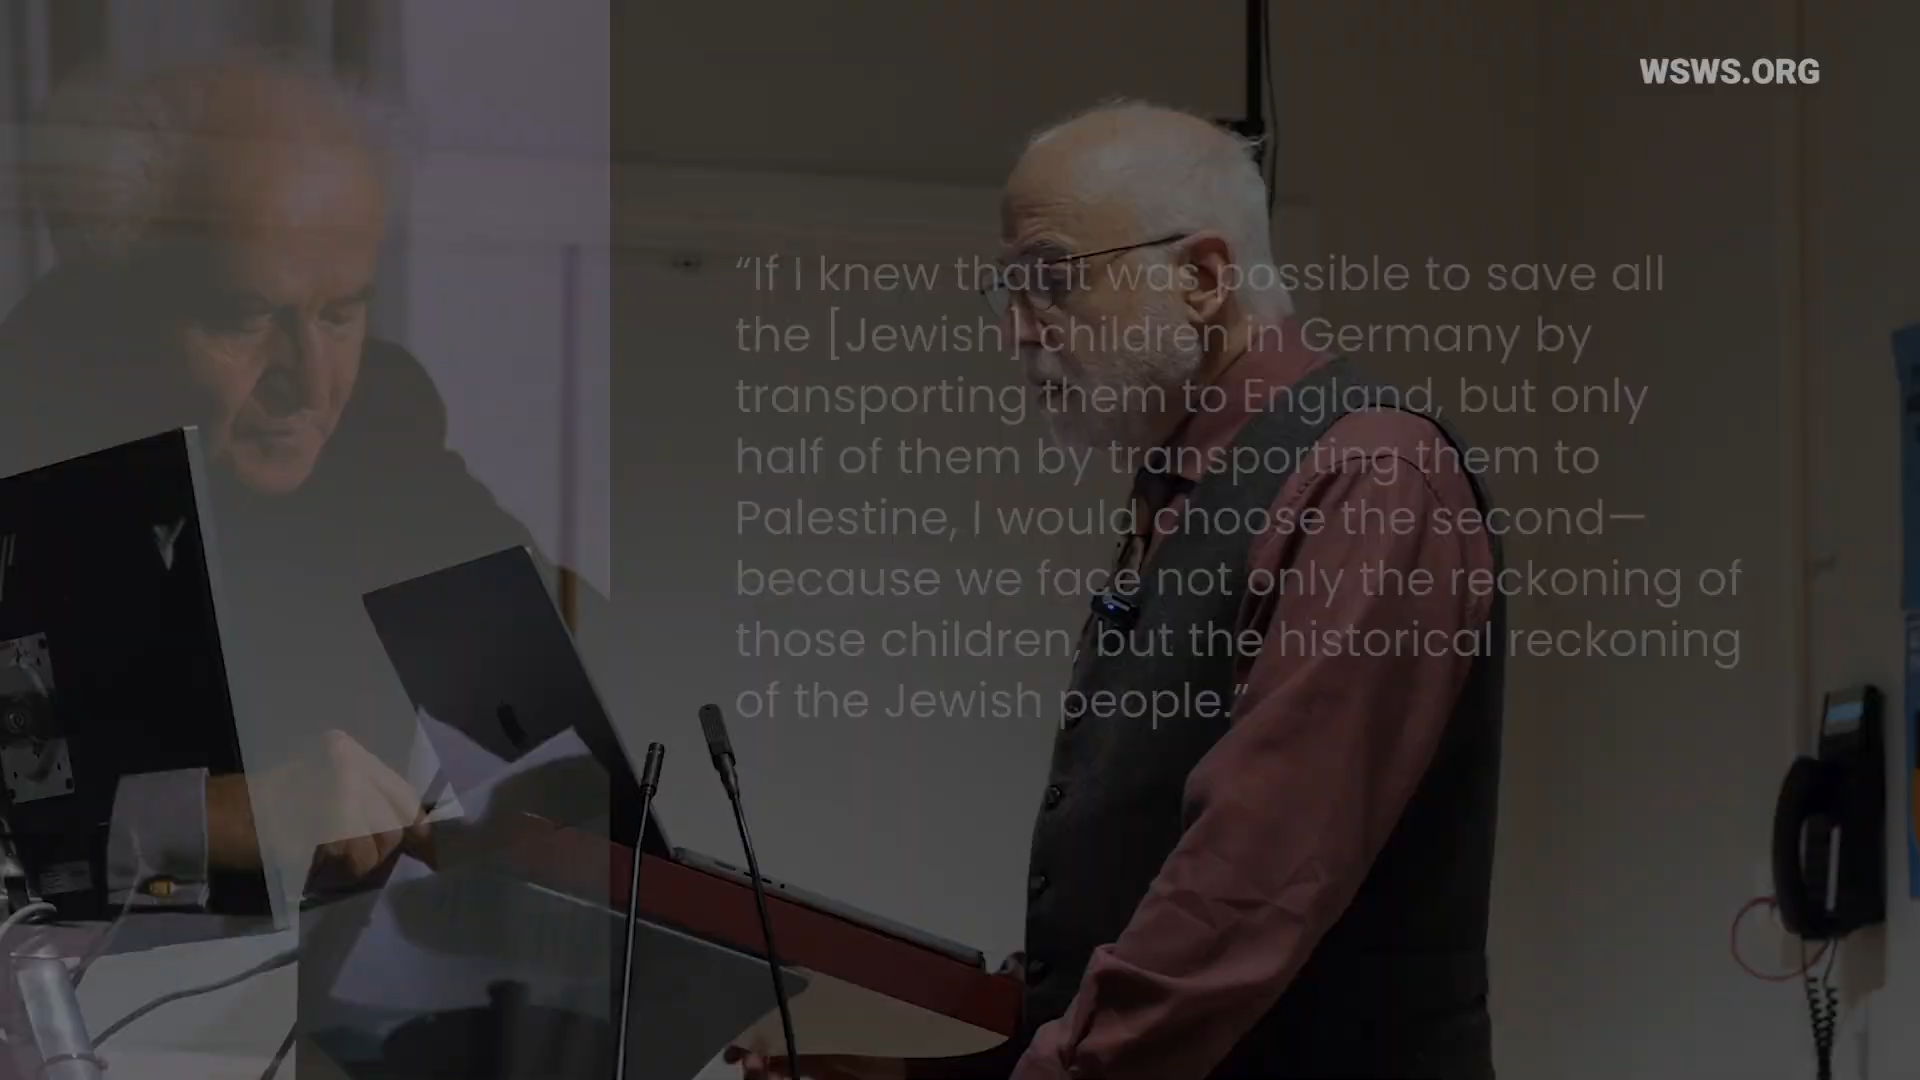 WSWS.ORG
“If I knew that it was possible to save all
the [Jewish] children in Germany by
transporting them to England, but only
half of them by transporting them to
Palestine, I would choose the second—
because we face not only the reckoning of
those children, but the historical reckoning
of the Jewish people.”